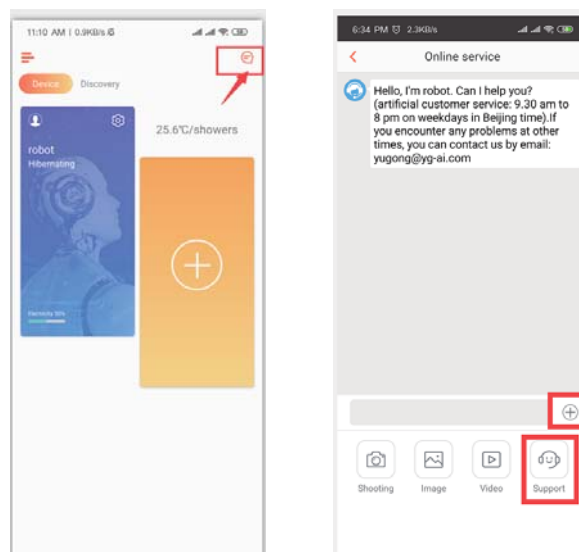 11:10 AM | 0.9KB/s
Device
Discovery
robot
Hibernating
25.6℃/showers
Electricity 50%
6:34 PM 2.3KB/s
Online service
Hello, I'm robot. Can I help you?
(artificial customer service: 9.30 am to
8 pm on weekdays in Beijing time).If
you encounter any problems at other
times, you can contact us by email:
yugong@yg-ai.com
Shooting
Image
Video
Support